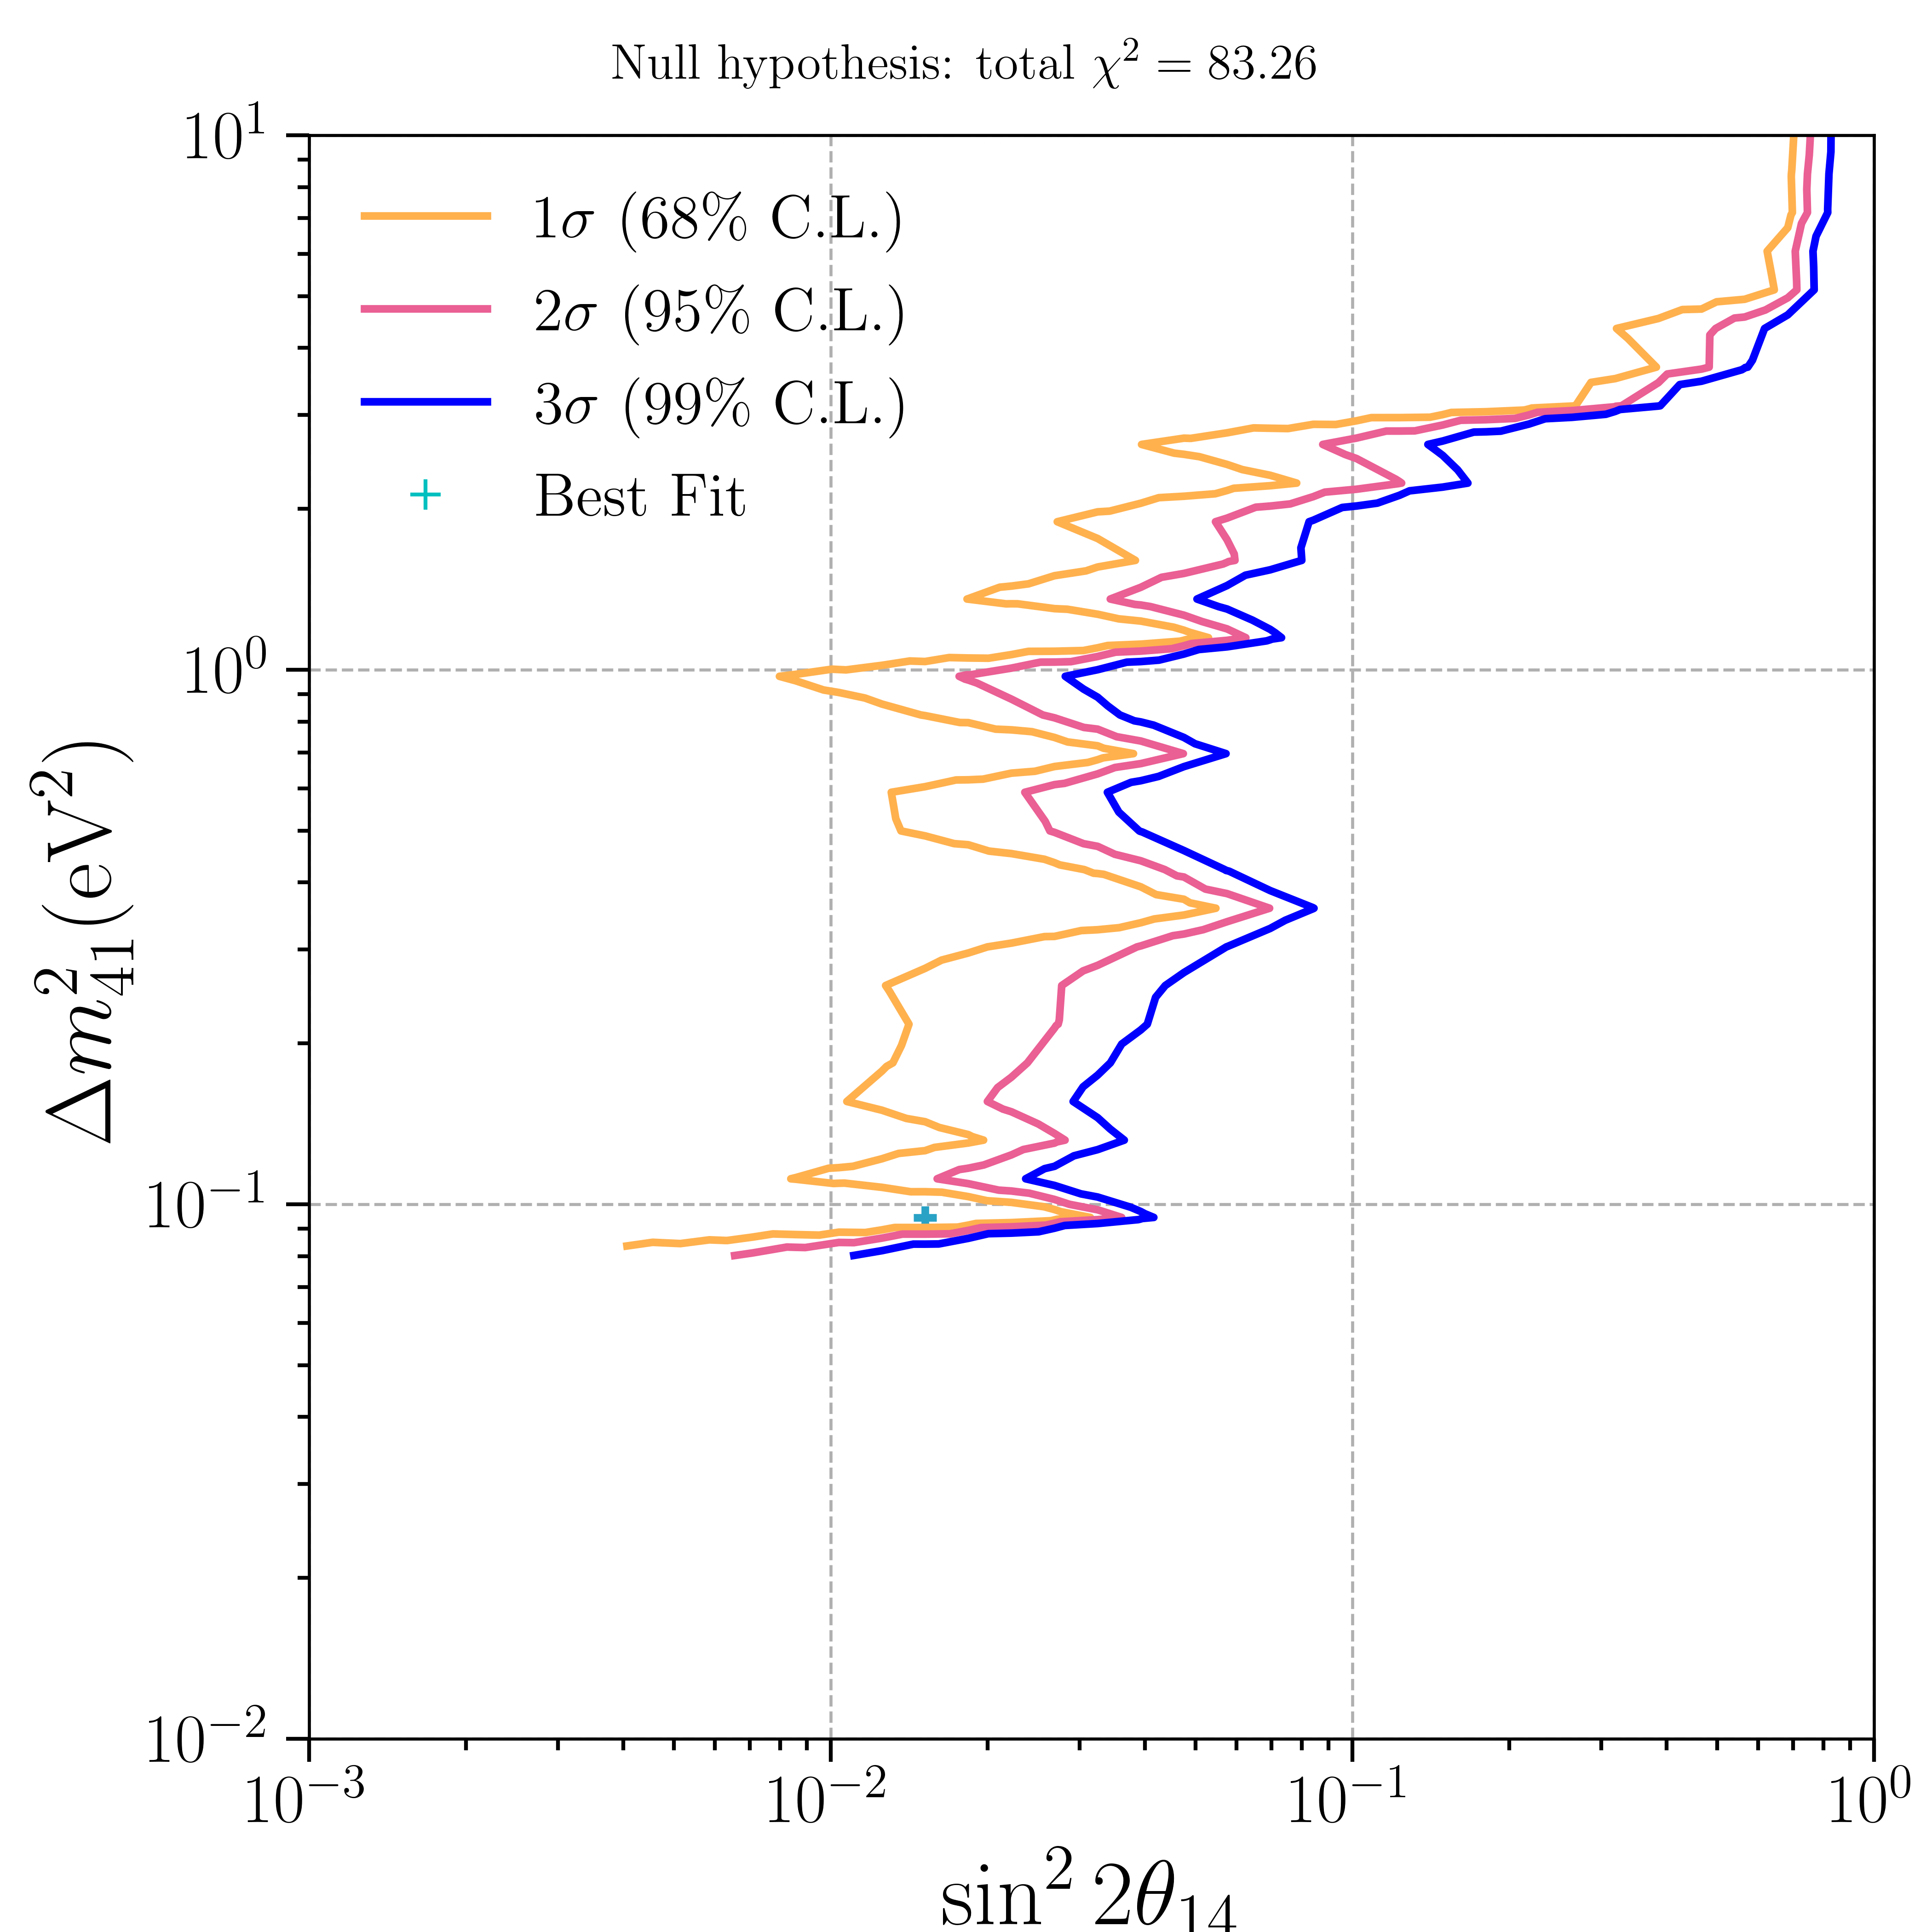 Null hypothesis: total χ² = 83.26
10¹
1σ (68% C.L.)
2σ (95% C.L.)
3σ (99% C.L.)
Best Fit
10⁰
Δm²₄₁(eV²)
10⁻¹
10⁻²
10⁻³
10⁻²
10⁻¹
10⁰
sin² 2θ₁₄